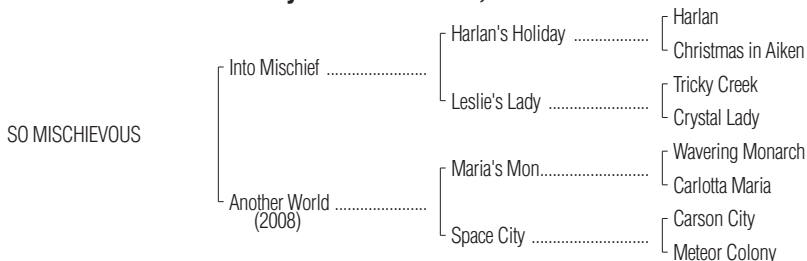 Harlan
Harlan's Holiday ..................
Christmas in Aiken
Into Mischief ........................
Tricky Creek
Leslie's Lady ........................
Crystal Lady
SO MISCHIEVOUS
Wavering Monarch
Maria's Mon..........................
Carlotta Maria
Another World ......................
(2008)
Carson City
Space City ............................
Meteor Colony